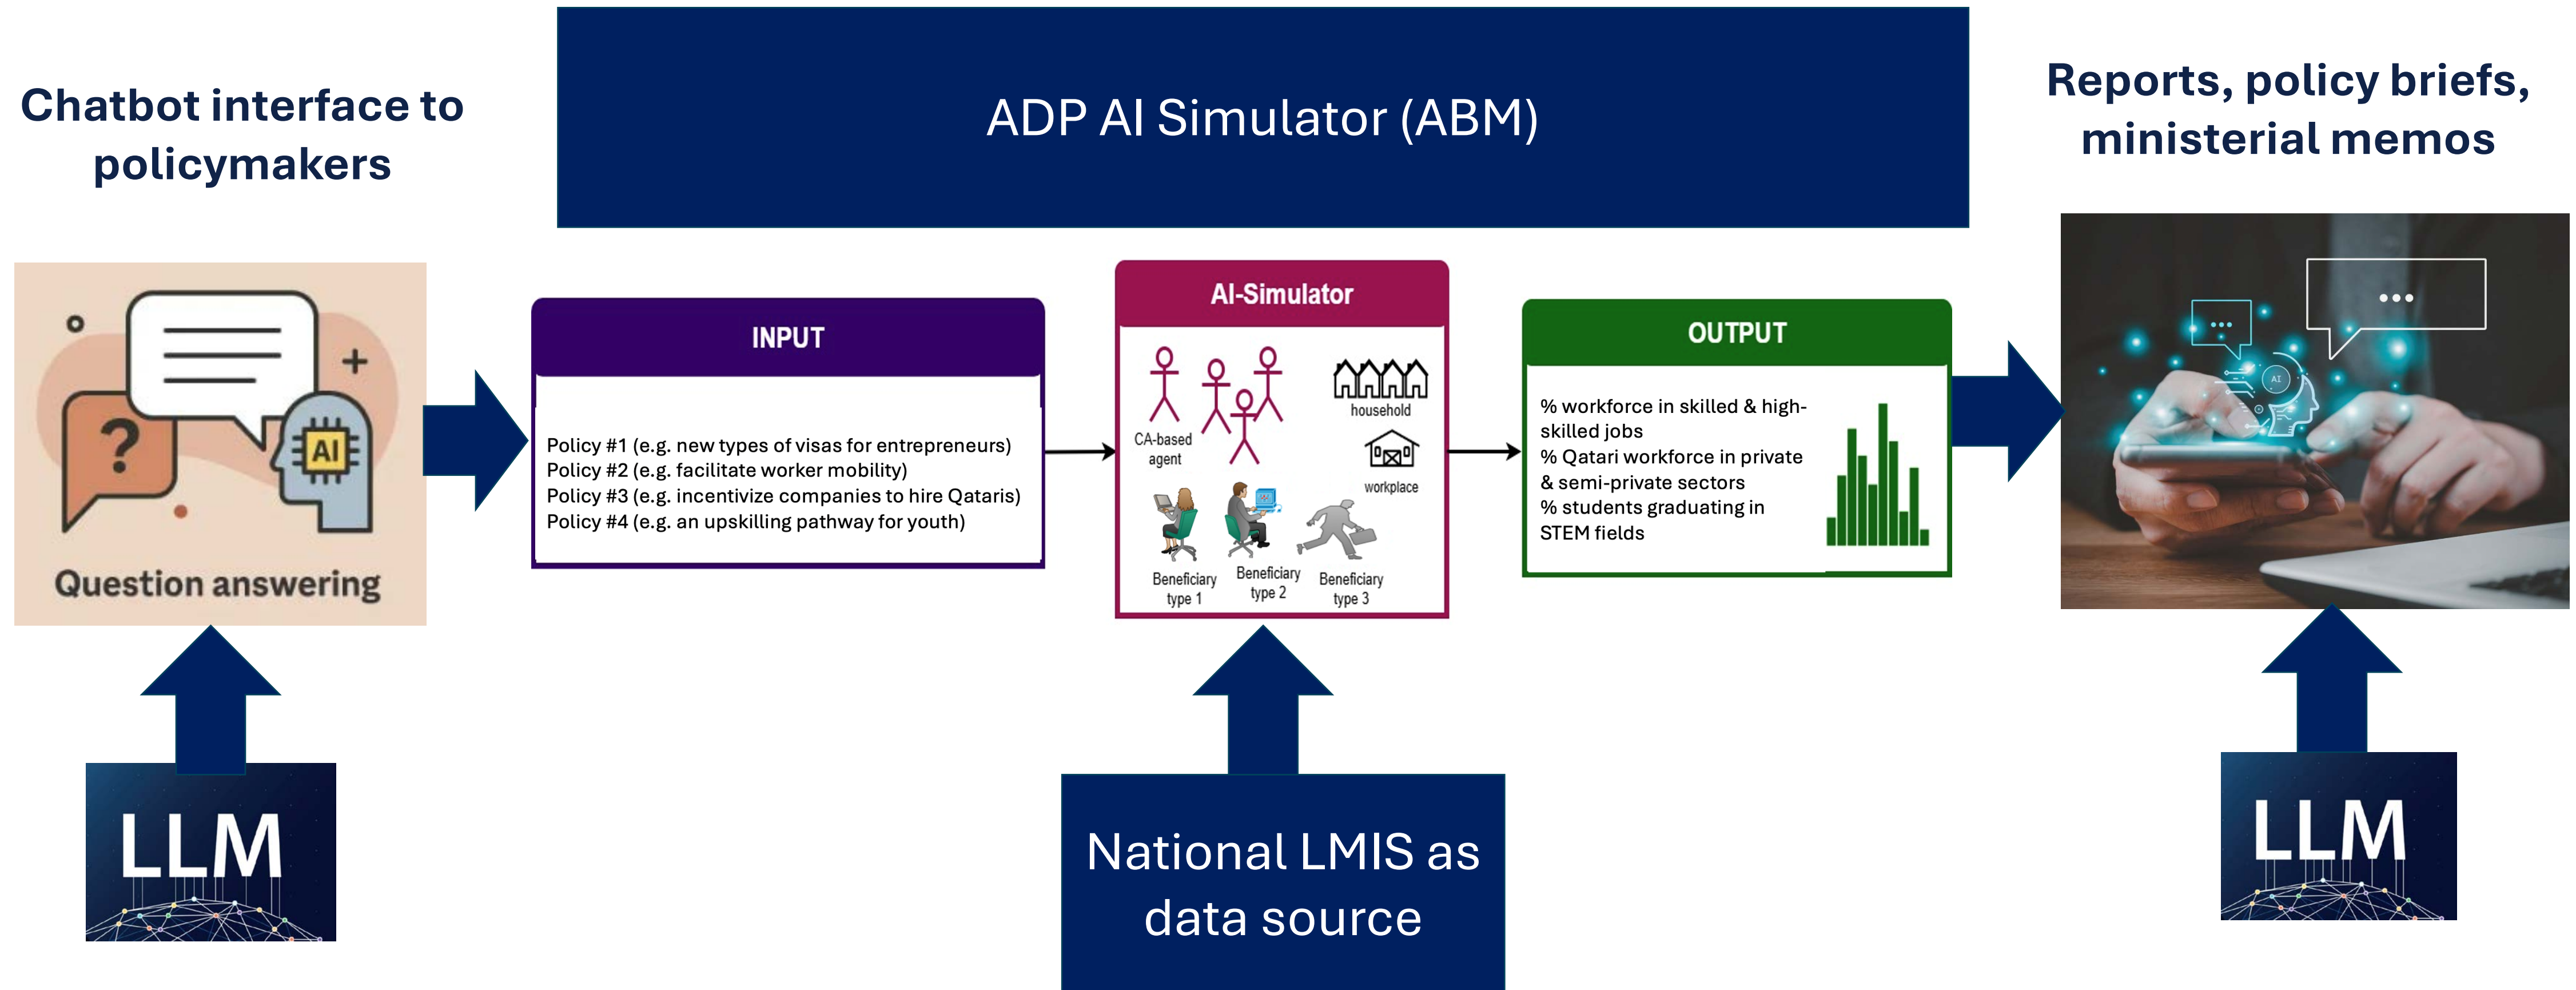 Chatbot interface to
policymakers
ADP AI Simulator (ABM)
Reports, policy briefs,
ministerial memos
?
AI
Question answering
INPUT
Policy #1 (e.g. new types of visas for entrepreneurs)
Policy #2 (e.g. facilitate worker mobility)
Policy #3 (e.g. incentivize companies to hire Qataris)
Policy #4 (e.g. an upskilling pathway for youth)
AI-Simulator
CA-based
agent
household
workplace
Beneficiary
type 1
Beneficiary
type 2
Beneficiary
type 3
OUTPUT
% workforce in skilled & high-
skilled jobs
% Qatari workforce in private
& semi-private sectors
% students graduating in
STEM fields
...
...
AI
LLM
National LMIS as
data source
LLM